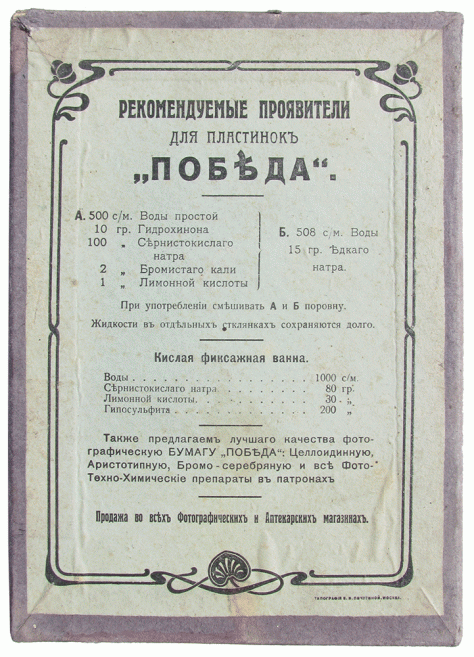 РЕКОМЕНДУЕМЫЕ ПРОЯВИТЕЛИ
ДЛЯ ПЛАСТИНОКЪ
„ПОБѢДА“.
А. 500 с/м. Воды простой
10 гр. Гидрохинона
100 „ Сѣрнистокислаго
натра
2 „ Бромистаго кали
1 „ Лимонной кислоты
Б. 508 с/м. Воды
15 гр. Ѣдкаго
натра.
При употребленіи смѣшивать А и Б поровну.
Жидкости въ отдѣльныхъ стклянкахъ сохраняются долго.
Кислая фиксажная ванна.
Воды . . . . . . . . . . . . . . . 1000 с/м.
Сѣрнистокислаго натра . . . . . . . . 80 гр.
Лимонной кислоты . . . . . . . . . . 30 „
Гипосульфита . . . . . . . . . . . . 200 „
Также предлагаемъ лучшаго качества фото-
графическую БУМАГУ „ПОБѢДА“: Целлоидинную,
Аристотипную, Бромо-серебряную и всѣ Фото-
Техно-Химическіе препараты въ патронахъ
Продажа во всѣхъ Фотографическихъ и Аптекарскихъ магазинахъ.
ТИПОГРАФІЯ МОСКВА.